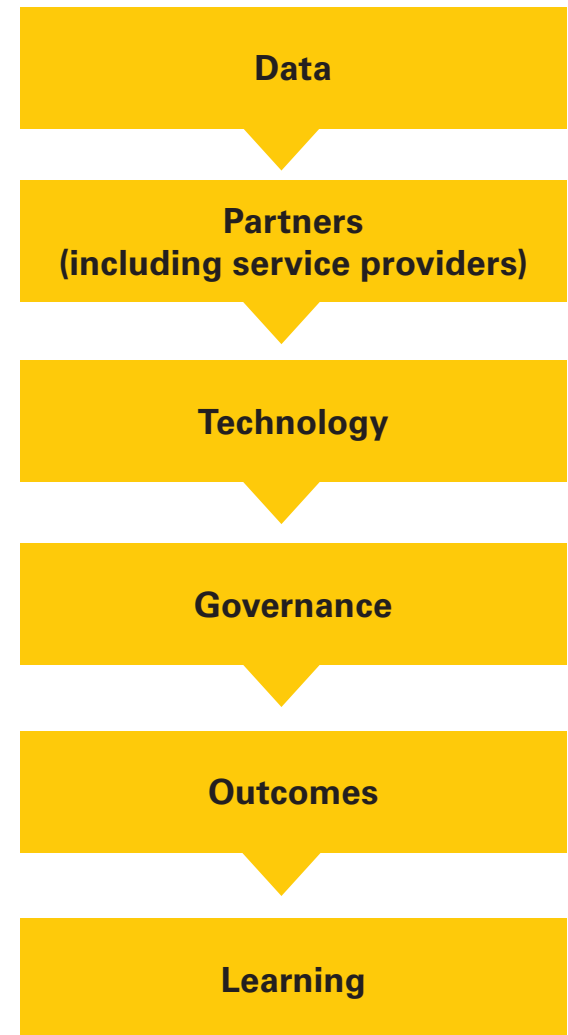 Data
Partners
(including service providers)
Technology
Governance
Outcomes
Learning